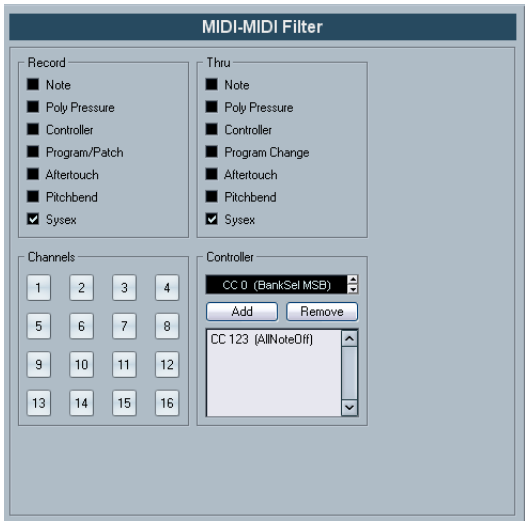 MIDI-MIDI Filter
Record
Note
Poly Pressure
Controller
Program/Patch
Aftertouch
Pitchbend
Sysex
Thru
Note
Poly Pressure
Controller
Program Change
Aftertouch
Pitchbend
Sysex
Channels
1 2 3 4
5 6 7 8
9 10 11 12
13 14 15 16
Controller
CC 0 (BankSel MSB)
Add Remove
CC 123 (AllNoteOff)